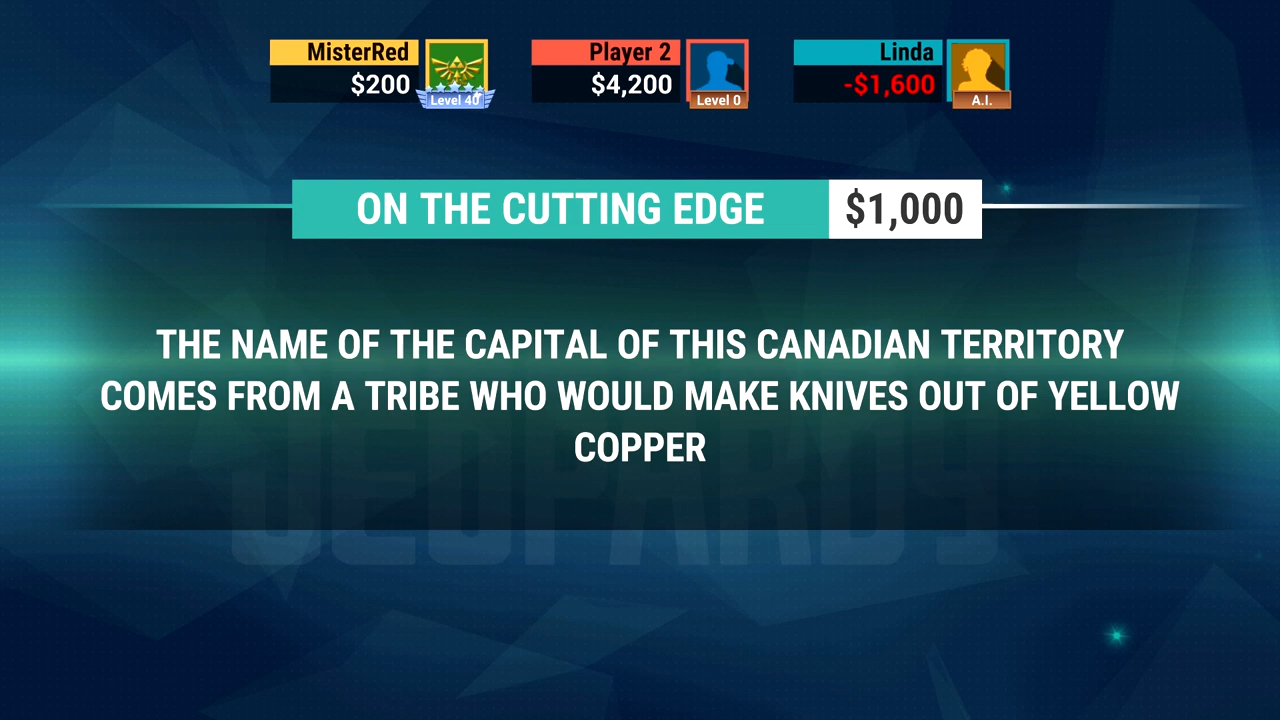 MisterRed
$200
Level 40
Player 2
$4,200
Level 0
Linda
-$1,600
A.I.
ON THE CUTTING EDGE
$1,000
THE NAME OF THE CAPITAL OF THIS CANADIAN TERRITORY
COMES FROM A TRIBE WHO WOULD MAKE KNIVES OUT OF YELLOW
COPPER
JEOPARDY